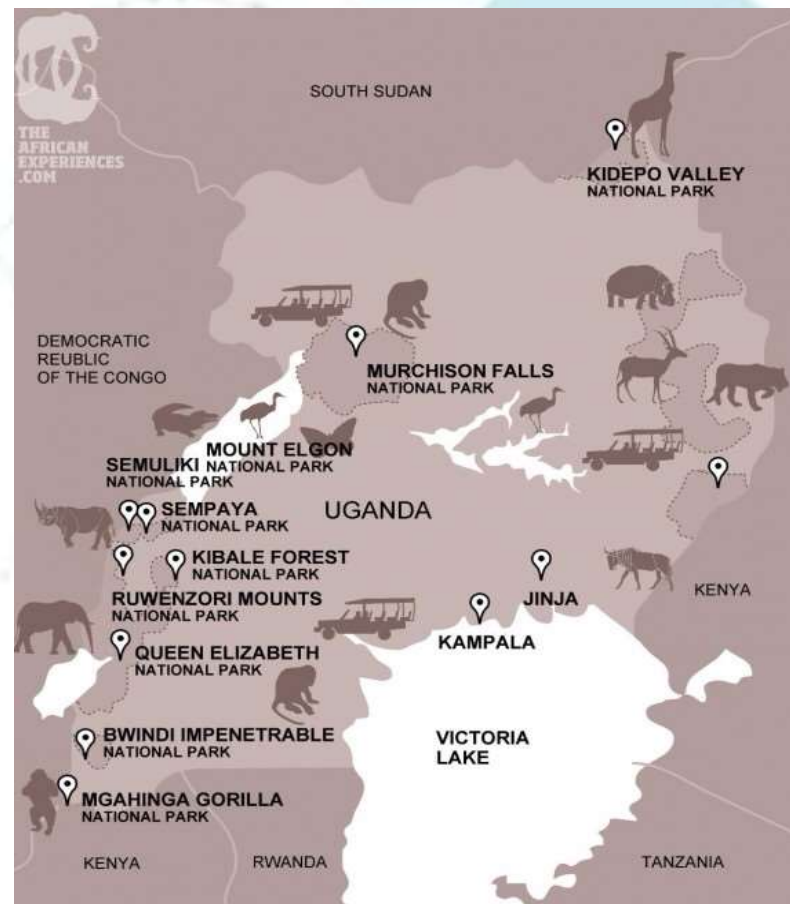 THE
AFRICAN
EXPERIENCES
.COM
SOUTH SUDAN
KIDEPO VALLEY
NATIONAL PARK
DEMOCRATIC
REUBLIC
OF THE CONGO
MURCHISON FALLS
NATIONAL PARK
MOUNT ELGON
NATIONAL PARK
SEMULIKI
NATIONAL PARK
SEMPAYA
NATIONAL PARK
UGANDA
KIBALE FOREST
NATIONAL PARK
RUWENZORI MOUNTS
NATIONAL PARK
JINJA
KENYA
KAMPALA
QUEEN ELIZABETH
NATIONAL PARK
BWINDI IMPENETRABLE
NATIONAL PARK
VICTORIA
LAKE
MGAHINGA GORILLA
NATIONAL PARK
KENYA
RWANDA
TANZANIA